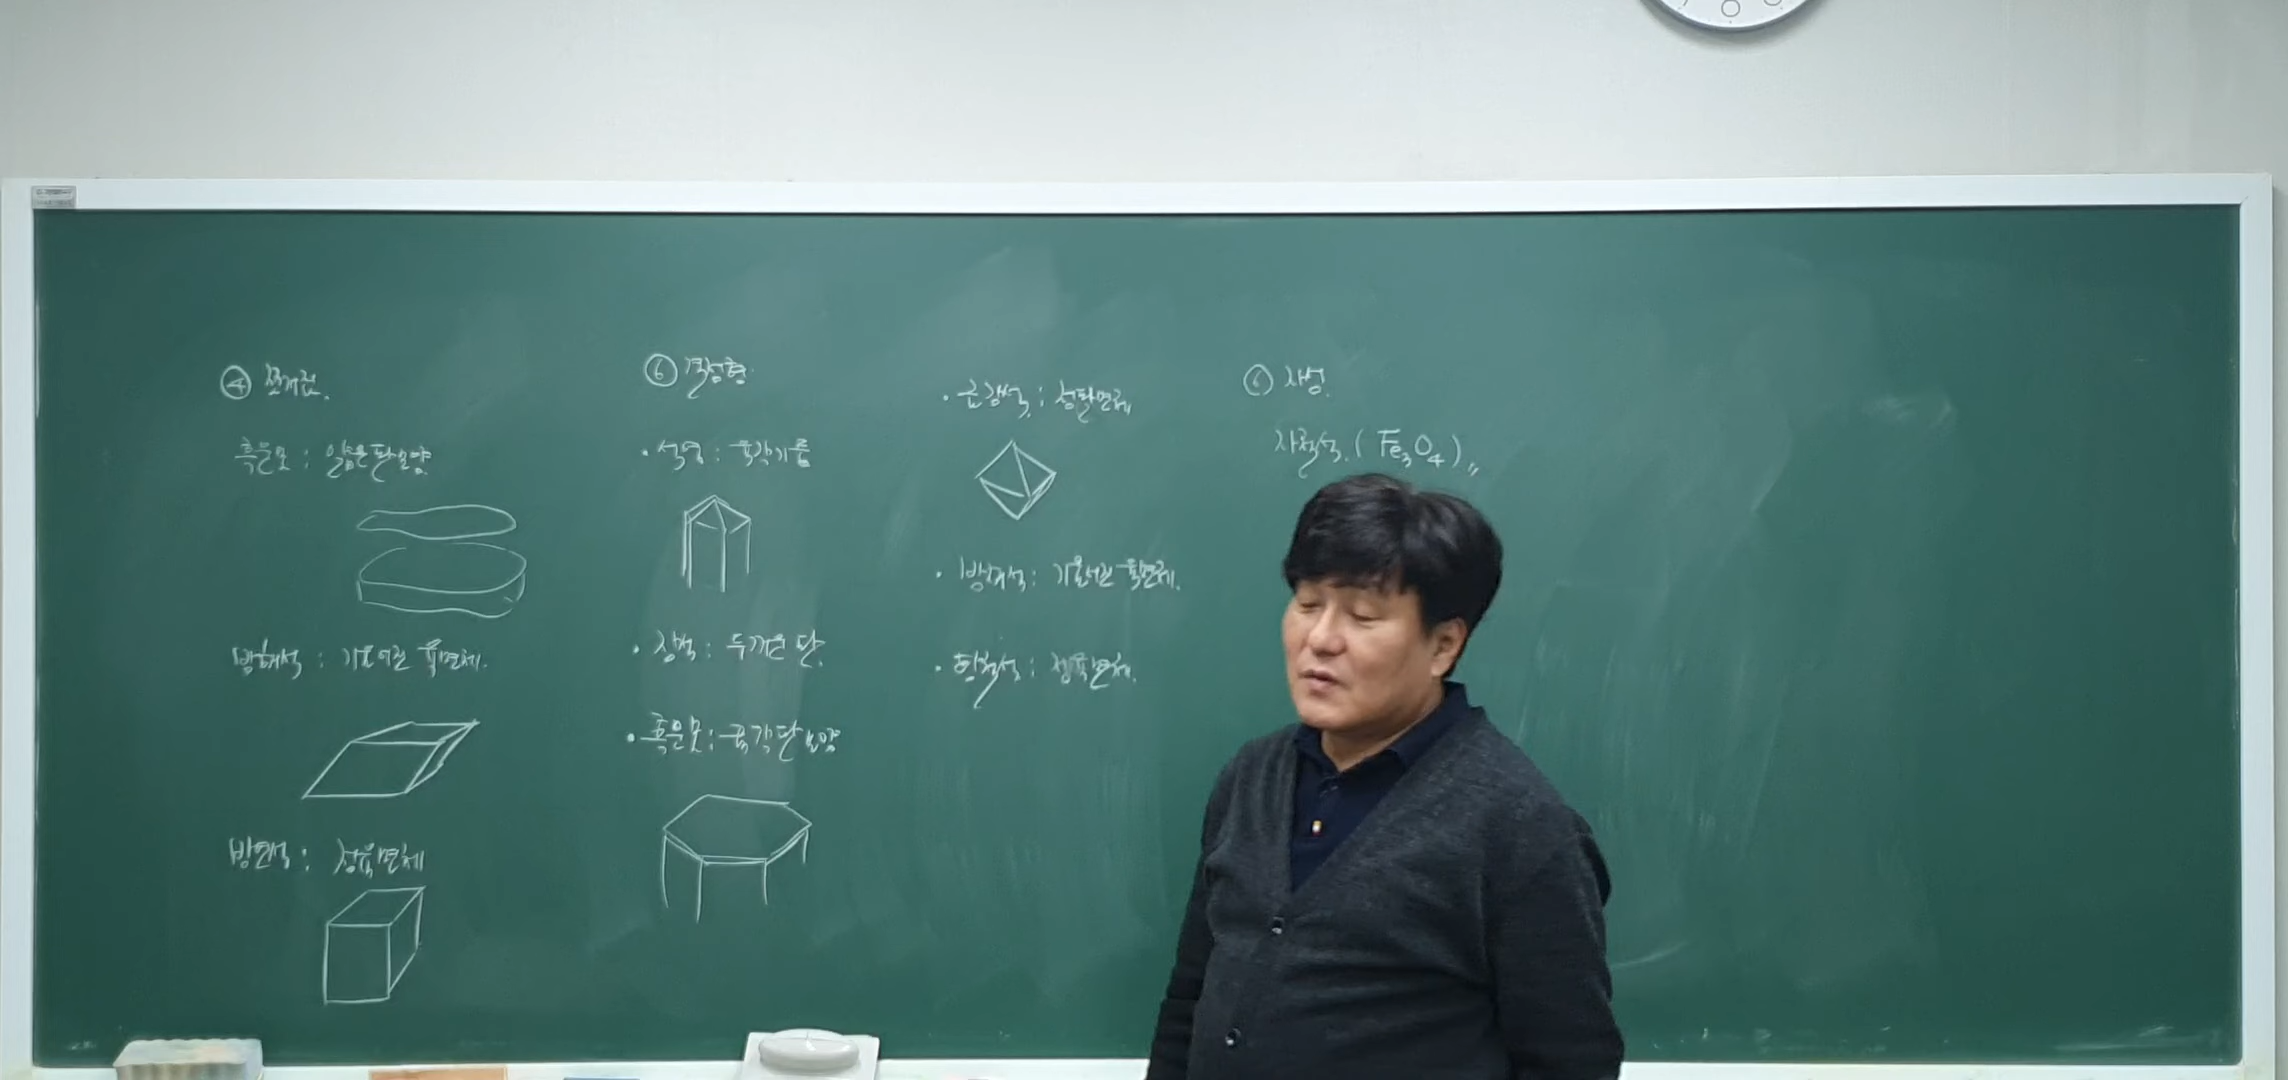 ④ 쪼개짐.
흑운모 : 얇은 판 모양.
방해석 : 기울어진 육면체.
방연석 : 정육면체
⑥ 결정형.
· 석영 : 육각기둥
· 장석 : 두꺼운 판.
· 흑운모 : 육각판 모양
· 금강석 : 정팔면체
· 방해석 : 기울어진 육면체.
· 황철석 : 정육면체.
⑥ 자성.
자철석. ( Fe₃O₄ )〃